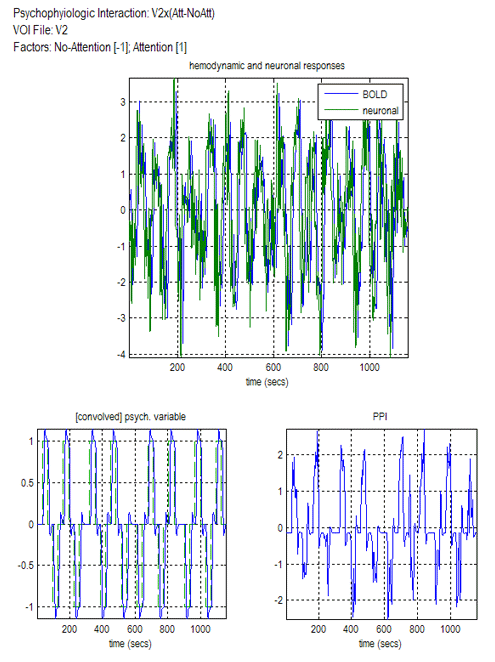 Psychophyiologic Interaction: V2x(Att-NoAtt)
VOI File: V2
Factors: No-Attention [-1]; Attention [1]
hemodynamic and neuronal responses
BOLD
neuronal
3
2
1
0
-1
-2
-3
-4
200 400 600 800 1000
time (secs)
[convolved] psych. variable
1
0.5
0
-0.5
-1
200 400 600 800 1000
time (secs)
PPI
2
1
0
-1
-2
200 400 600 800 1000
time (secs)